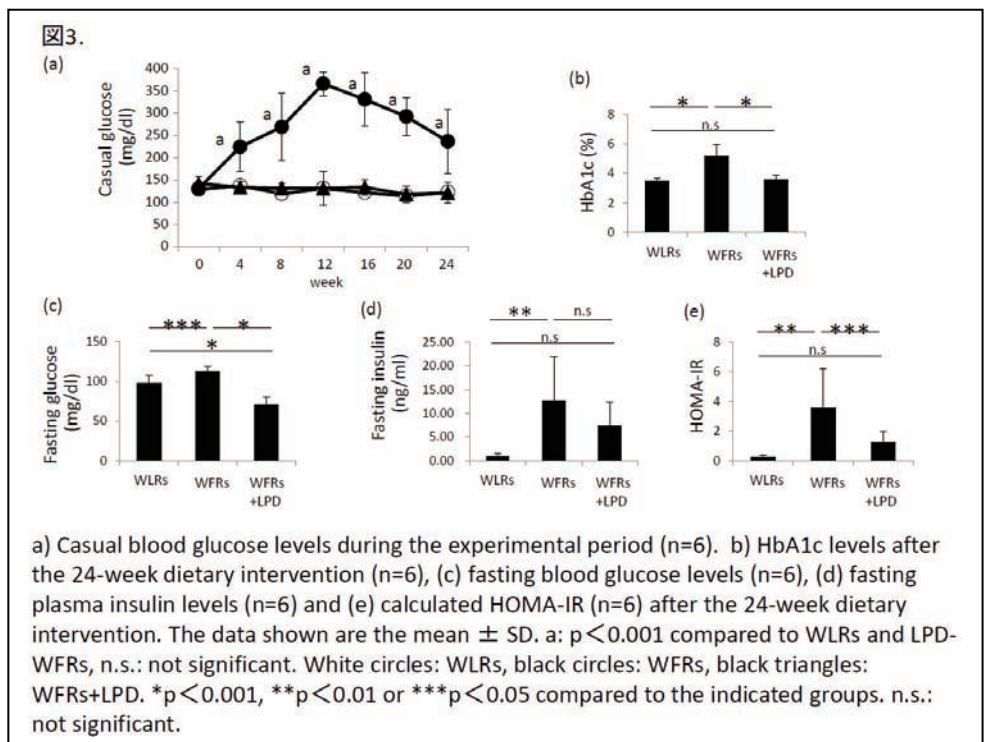 図3.
(a)
Casual glucose
(mg/dl)
400
350
300
250
200
150
100
50
0
a
a
a
a
a
a
0 4 8 12 16 20 24
week
(b)
HbA1c (%)
8
6
4
2
0
* *
n.s
WLRs WFRs WFRs
+LPD
(c)
Fasting glucose
(mg/dl)
150
100
50
0
*** *
*
WLRs WFRs WFRs
+LPD
(d)
Fasting insulin
(ng/ml)
25.00
20.00
15.00
10.00
5.00
0.00
** n.s
n.s
WLRs WFRs WFRs
+LPD
(e)
HOMA-IR
8
6
4
2
0
** ***
n.s
WLRs WFRs WFRs
+LPD
a) Casual blood glucose levels during the experimental period (n=6). b) HbA1c levels after
the 24-week dietary intervention (n=6), (c) fasting blood glucose levels (n=6), (d) fasting
plasma insulin levels (n=6) and (e) calculated HOMA-IR (n=6) after the 24-week dietary
intervention. The data shown are the mean ± SD. a: p<0.001 compared to WLRs and LPD-
WFRs, n.s.: not significant. White circles: WLRs, black circles: WFRs, black triangles:
WFRs+LPD. *p<0.001, **p<0.01 or ***p<0.05 compared to the indicated groups. n.s.:
not significant.